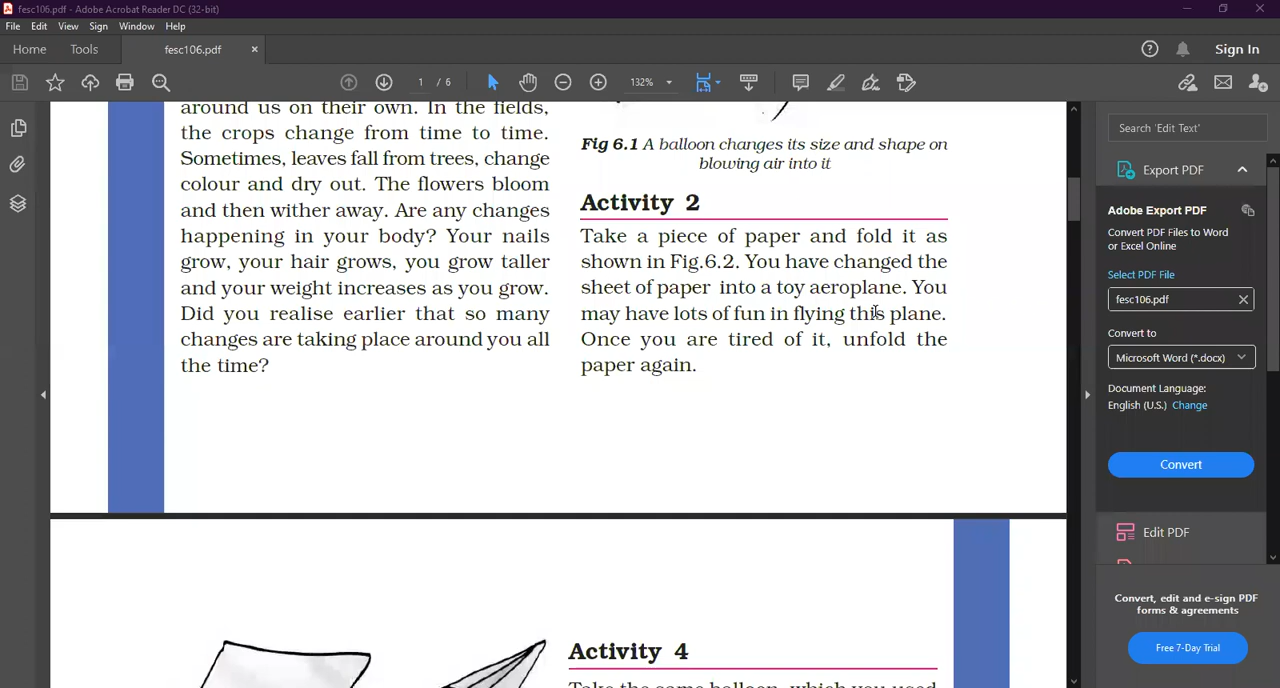 fesc106.pdf - Adobe Acrobat Reader DC (32-bit)
File Edit View Sign Window Help
Home Tools fesc106.pdf ×
Sign In
1 / 6
132%
around us on their own. In the fields,
the crops change from time to time.
Sometimes, leaves fall from trees, change
colour and dry out. The flowers bloom
and then wither away. Are any changes
happening in your body? Your nails
grow, your hair grows, you grow taller
and your weight increases as you grow.
Did you realise earlier that so many
changes are taking place around you all
the time?
Fig 6.1 A balloon changes its size and shape on
blowing air into it
Activity 2
Take a piece of paper and fold it as
shown in Fig.6.2. You have changed the
sheet of paper into a toy aeroplane. You
may have lots of fun in flying this plane.
Once you are tired of it, unfold the
paper again.
Activity 4
Take the same balloon, which you used
Search 'Edit Text'
Export PDF
Adobe Export PDF
Convert PDF Files to Word
or Excel Online
Select PDF File
fesc106.pdf
Convert to
Microsoft Word (*.docx)
Document Language:
English (U.S.) Change
Convert
Edit PDF
Convert, edit and e-sign PDF
forms & agreements
Free 7-Day Trial